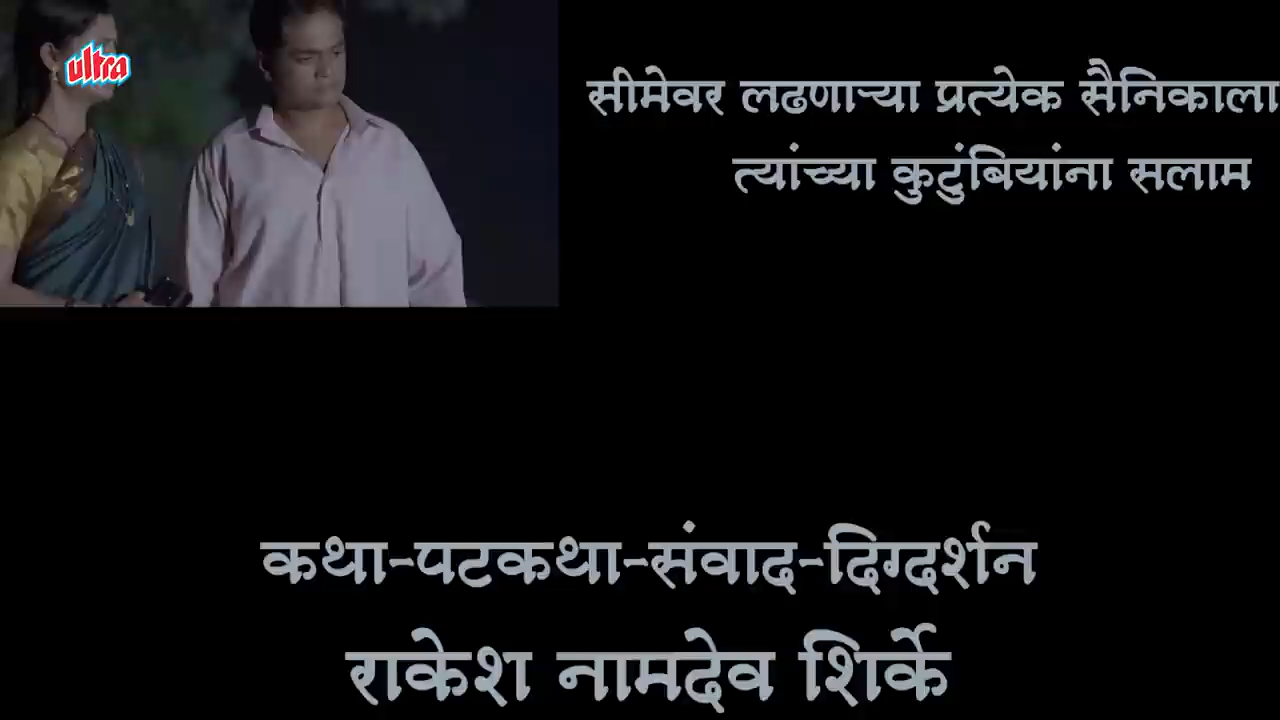 ultra
सीमेवर लढणाऱ्या प्रत्येक सैनिकाला
त्यांच्या कुटुंबियांना सलाम
कथा-पटकथा-संवाद-दिग्दर्शन
राकेश नामदेव शिर्के